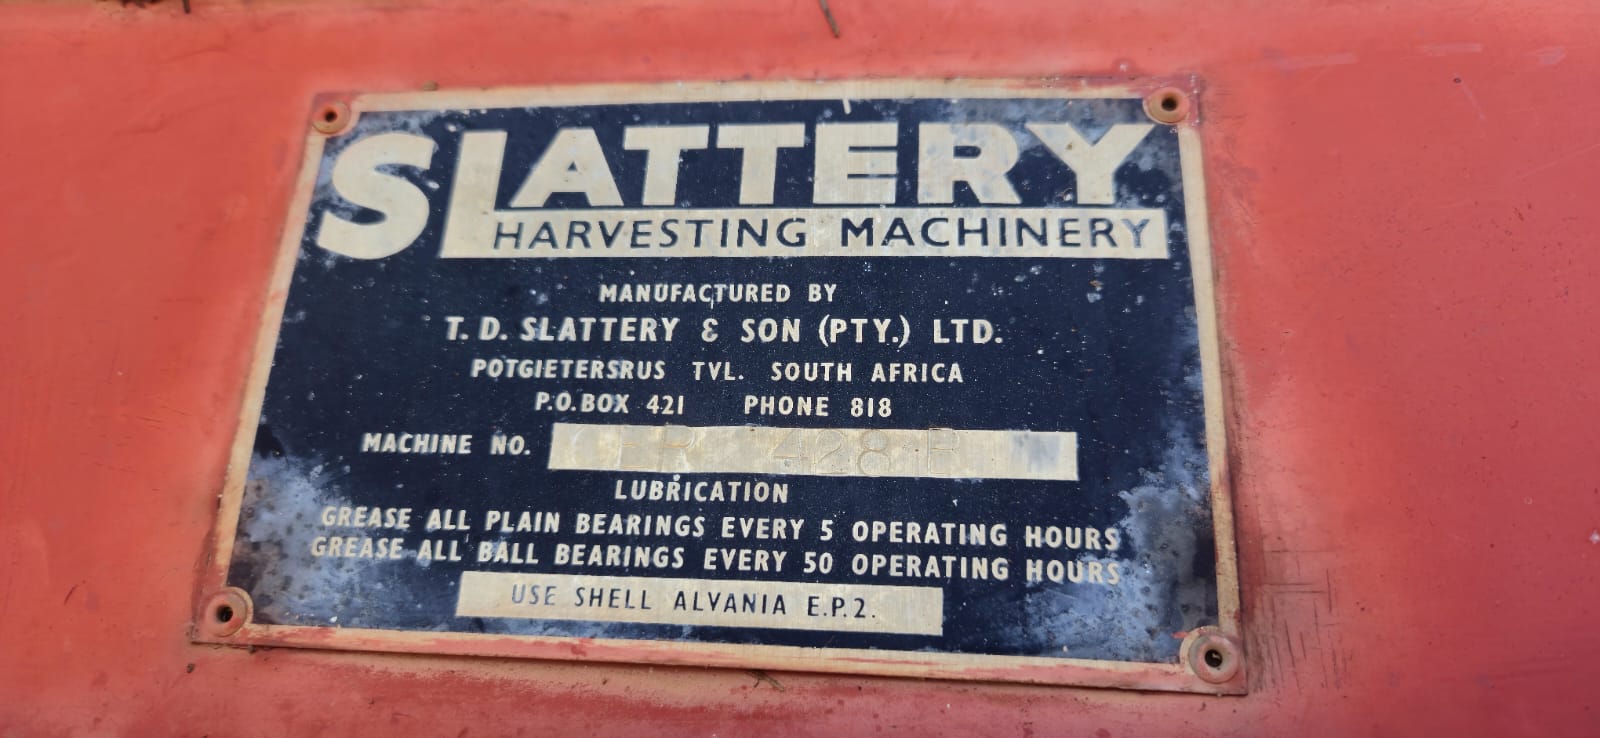 SLATTERY
HARVESTING MACHINERY
MANUFACTURED BY
T. D. SLATTERY & SON (PTY.) LTD.
POTGIETERSRUS TVL. SOUTH AFRICA
P.O. BOX 421 PHONE 818
MACHINE NO. 428 B
LUBRICATION
GREASE ALL PLAIN BEARINGS EVERY 5 OPERATING HOURS
GREASE ALL BALL BEARINGS EVERY 50 OPERATING HOURS
USE SHELL ALVANIA E.P.2.